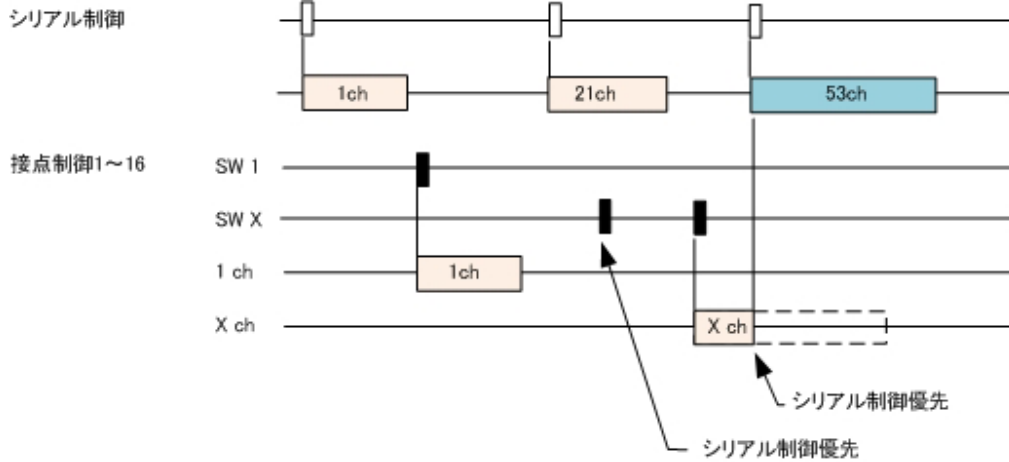 シリアル制御
1ch
21ch
53ch
接点制御1～16
SW 1
SW X
1 ch
1ch
X ch
X ch
シリアル制御優先
シリアル制御優先